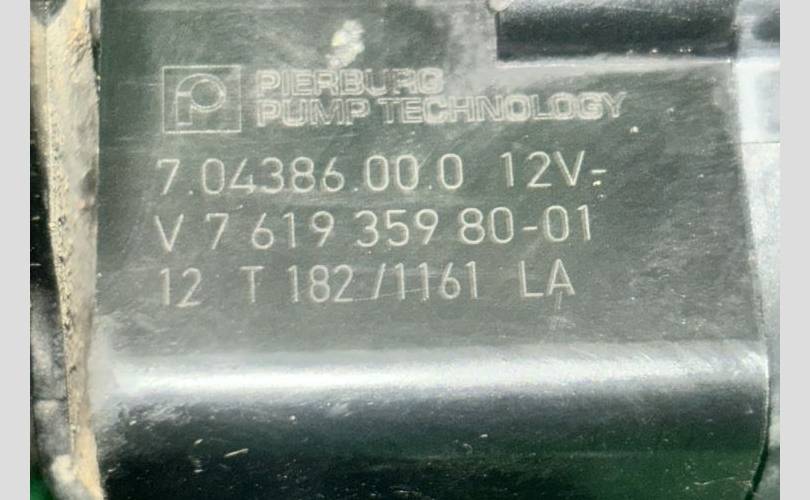 PIERBURG
PUMP TECHNOLOGY
7.04386.00.0 12V⎓
V 7 619 359 80-01
12 T 182/1161 LA